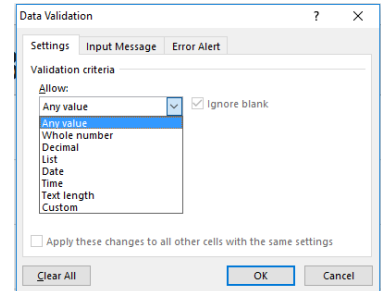 Data Validation ? X
Settings Input Message Error Alert
Validation criteria
Allow:
Any value Ignore blank
Any value
Whole number
Decimal
List
Date
Time
Text length
Custom
Apply these changes to all other cells with the same settings
Clear All OK Cancel